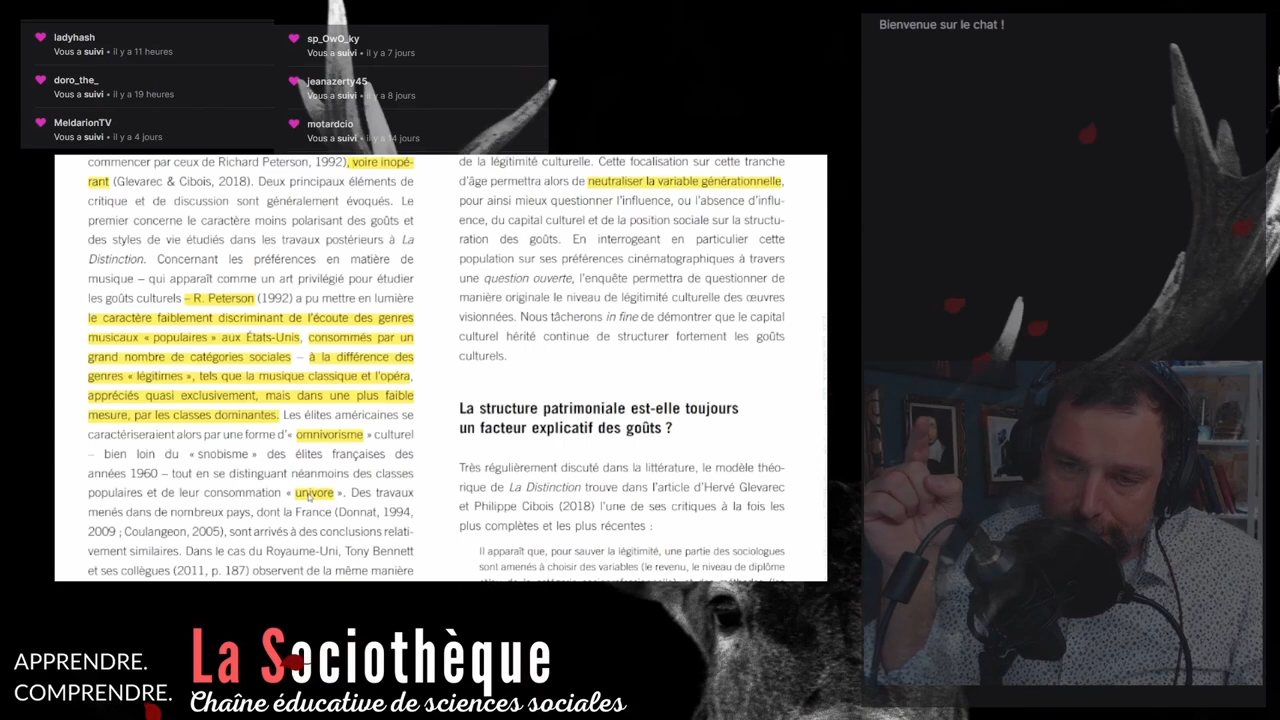 ladyhash
Vous a suivi • il y a 11 heures
doro_the_
Vous a suivi • il y a 19 heures
MeldarionTV
Vous a suivi • il y a 4 jours
sp_OwO_ky
Vous a suivi • il y a 7 jours
jeanazerty45
Vous a suivi • il y a 8 jours
motardcio
Vous a suivi • il y a 14 jours
Bienvenue sur le chat !
commencer par ceux de Richard Peterson, 1992), voire inopé-
rant (Glevarec & Cibois, 2018). Deux principaux éléments de
critique et de discussion sont généralement évoqués. Le
premier concerne le caractère moins polarisant des goûts et
des styles de vie étudiés dans les travaux postérieurs à La
Distinction. Concernant les préférences en matière de
musique – qui apparaît comme un art privilégié pour étudier
les goûts culturels – R. Peterson (1992) a pu mettre en lumière
le caractère faiblement discriminant de l'écoute des genres
musicaux « populaires » aux États-Unis, consommés par un
grand nombre de catégories sociales – à la différence des
genres « légitimes », tels que la musique classique et l'opéra,
appréciés quasi exclusivement, mais dans une plus faible
mesure, par les classes dominantes. Les élites américaines se
caractériseraient alors par une forme d'« omnivorisme » culturel
– bien loin du « snobisme » des élites françaises des
années 1960 – tout en se distinguant néanmoins des classes
populaires et de leur consommation « univore ». Des travaux
menés dans de nombreux pays, dont la France (Donnat, 1994,
2009 ; Coulangeon, 2005), sont arrivés à des conclusions relati-
vement similaires. Dans le cas du Royaume-Uni, Tony Bennett
et ses collègues (2011, p. 187) observent de la même manière
de la légitimité culturelle. Cette focalisation sur cette tranche
d'âge permettra alors de neutraliser la variable générationnelle,
pour ainsi mieux questionner l'influence, ou l'absence d'influ-
ence, du capital culturel et de la position sociale sur la structu-
ration des goûts. En interrogeant en particulier cette
population sur ses préférences cinématographiques à travers
une question ouverte, l'enquête permettra de questionner de
manière originale le niveau de légitimité culturelle des œuvres
visionnées. Nous tâcherons in fine de démontrer que le capital
culturel hérité continue de structurer fortement les goûts
culturels.
La structure patrimoniale est-elle toujours
un facteur explicatif des goûts ?
Très régulièrement discuté dans la littérature, le modèle théo-
rique de La Distinction trouve dans l'article d'Hervé Glevarec
et Philippe Cibois (2018) l'une de ses critiques à la fois les
plus complètes et les plus récentes :
Il apparaît que, pour sauver la légitimité, une partie des sociologues
sont amenés à choisir des variables (le revenu, le niveau de diplôme
APPRENDRE.
COMPRENDRE.
La Sociothèque
Chaîne éducative de sciences sociales